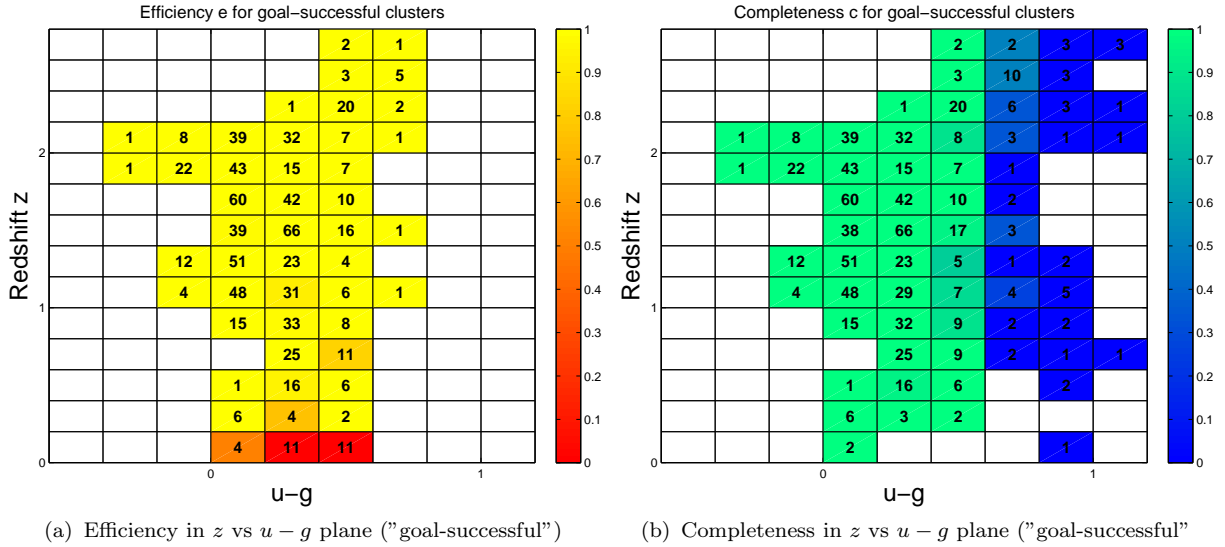 Efficiency e for goal−successful clusters
Redshift z
2
1
0
2 1
3 5
1 20 2
1 8 39 32 7 1
1 22 43 15 7
60 42 10
39 66 16 1
12 51 23 4
4 48 31 6 1
15 33 8
25 11
1 16 6
6 4 2
4 11 11
0 1
u−g
1
0.9
0.8
0.7
0.6
0.5
0.4
0.3
0.2
0.1
0
(a) Efficiency in z vs u − g plane ("goal-successful")
Completeness c for goal−successful clusters
Redshift z
2
1
0
2 2 3 3
3 10 3
1 20 6 3 1
1 8 39 32 8 3 1 1
1 22 43 15 7 1
60 42 10 2
38 66 17 3
12 51 23 5 1 2
4 48 29 7 4 5
15 32 9 2 2
25 9 2 1 1
1 16 6 2
6 3 2
2 1
0 1
u−g
1
0.9
0.8
0.7
0.6
0.5
0.4
0.3
0.2
0.1
0
(b) Completeness in z vs u − g plane ("goal-successful"